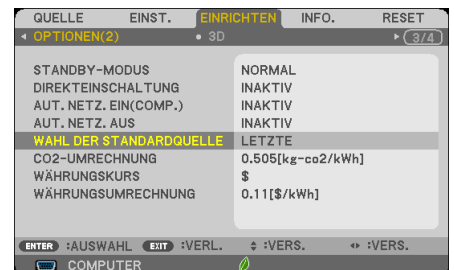 QUELLE EINST. EINRICHTEN INFO. RESET
OPTIONEN(2) • 3D 3/4
STANDBY-MODUS NORMAL
DIREKTEINSCHALTUNG INAKTIV
AUT. NETZ. EIN(COMP.) INAKTIV
AUT. NETZ. AUS INAKTIV
WAHL DER STANDARDQUELLE LETZTE
CO2-UMRECHNUNG 0.505[kg-co2/kWh]
WÄHRUNGSKURS $
WÄHRUNGSUMRECHNUNG 0.11[$/kWh]
ENTER :AUSWAHL EXIT :VERL. :VERS. :VERS.
COMPUTER